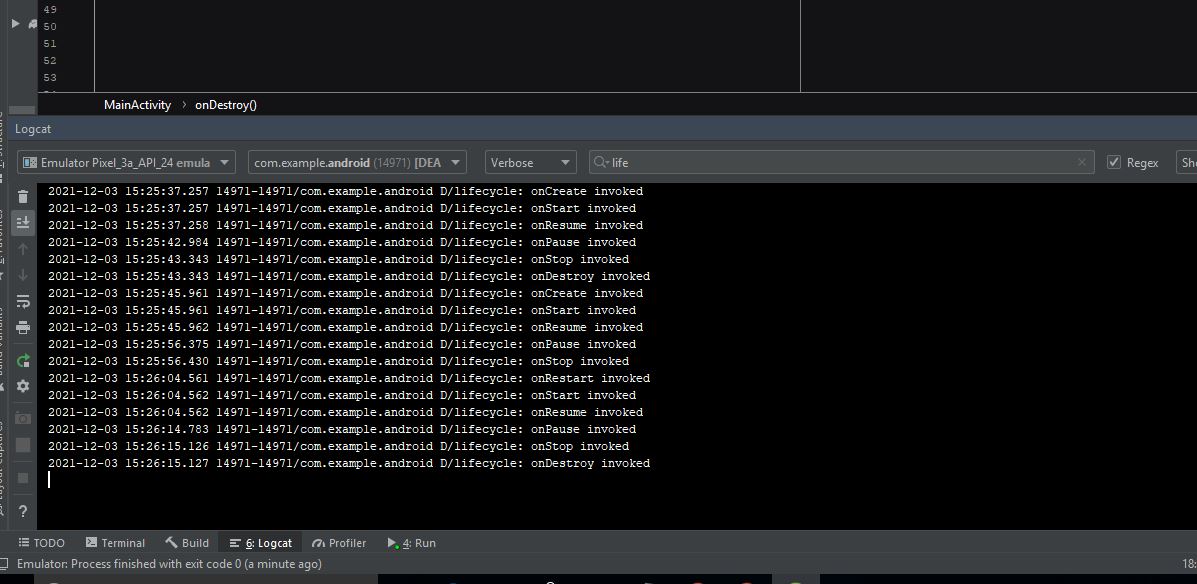 49
50
51
52
53
MainActivity › onDestroy()
Logcat
Emulator Pixel_3a_API_24 emula com.example.android (14971) [DEA Verbose life Regex Sho
2021-12-03 15:25:37.257 14971-14971/com.example.android D/lifecycle: onCreate invoked
2021-12-03 15:25:37.257 14971-14971/com.example.android D/lifecycle: onStart invoked
2021-12-03 15:25:37.258 14971-14971/com.example.android D/lifecycle: onResume invoked
2021-12-03 15:25:42.984 14971-14971/com.example.android D/lifecycle: onPause invoked
2021-12-03 15:25:43.343 14971-14971/com.example.android D/lifecycle: onStop invoked
2021-12-03 15:25:43.343 14971-14971/com.example.android D/lifecycle: onDestroy invoked
2021-12-03 15:25:45.961 14971-14971/com.example.android D/lifecycle: onCreate invoked
2021-12-03 15:25:45.961 14971-14971/com.example.android D/lifecycle: onStart invoked
2021-12-03 15:25:45.962 14971-14971/com.example.android D/lifecycle: onResume invoked
2021-12-03 15:25:56.375 14971-14971/com.example.android D/lifecycle: onPause invoked
2021-12-03 15:25:56.430 14971-14971/com.example.android D/lifecycle: onStop invoked
2021-12-03 15:26:04.561 14971-14971/com.example.android D/lifecycle: onRestart invoked
2021-12-03 15:26:04.562 14971-14971/com.example.android D/lifecycle: onStart invoked
2021-12-03 15:26:04.562 14971-14971/com.example.android D/lifecycle: onResume invoked
2021-12-03 15:26:14.783 14971-14971/com.example.android D/lifecycle: onPause invoked
2021-12-03 15:26:15.126 14971-14971/com.example.android D/lifecycle: onStop invoked
2021-12-03 15:26:15.127 14971-14971/com.example.android D/lifecycle: onDestroy invoked
TODO Terminal Build 6: Logcat Profiler 4: Run
Emulator: Process finished with exit code 0 (a minute ago) 18: